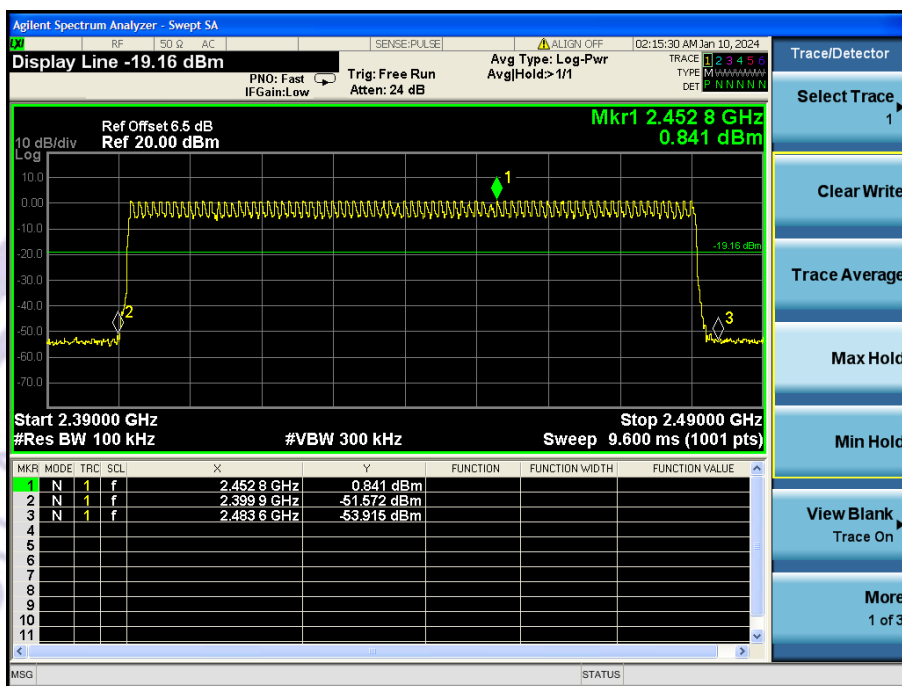 Agilent Spectrum Analyzer - Swept SA
LXI RF 50 Ω AC SENSE:PULSE ALIGN OFF 02:15:30 AM Jan 10, 2024
Display Line -19.16 dBm
PNO: Fast
IFGain:Low
Trig: Free Run
Atten: 24 dB
Avg Type: Log-Pwr
Avg|Hold:>1/1
TRACE 1 2 3 4 5 6
TYPE M WWWWW
DET P N N N N N
Trace/Detector
Select Trace
1
Clear Write
Trace Average
Max Hold
Min Hold
View Blank
Trace On
More
1 of 3
Mkr1 2.452 8 GHz
0.841 dBm
Ref Offset 6.5 dB
10 dB/div Ref 20.00 dBm
Log
10.0
0.00
-10.0
-20.0
-30.0
-40.0
-50.0
-60.0
-70.0
1
-19.16 dBm
2
3
Start 2.39000 GHz Stop 2.49000 GHz
#Res BW 100 kHz #VBW 300 kHz Sweep 9.600 ms (1001 pts)
MKR MODE TRC SCL X Y FUNCTION FUNCTION WIDTH FUNCTION VALUE
1 N 1 f 2.452 8 GHz 0.841 dBm
2 N 1 f 2.399 9 GHz -51.572 dBm
3 N 1 f 2.483 6 GHz -53.915 dBm
4
5
6
7
8
9
10
11
MSG STATUS